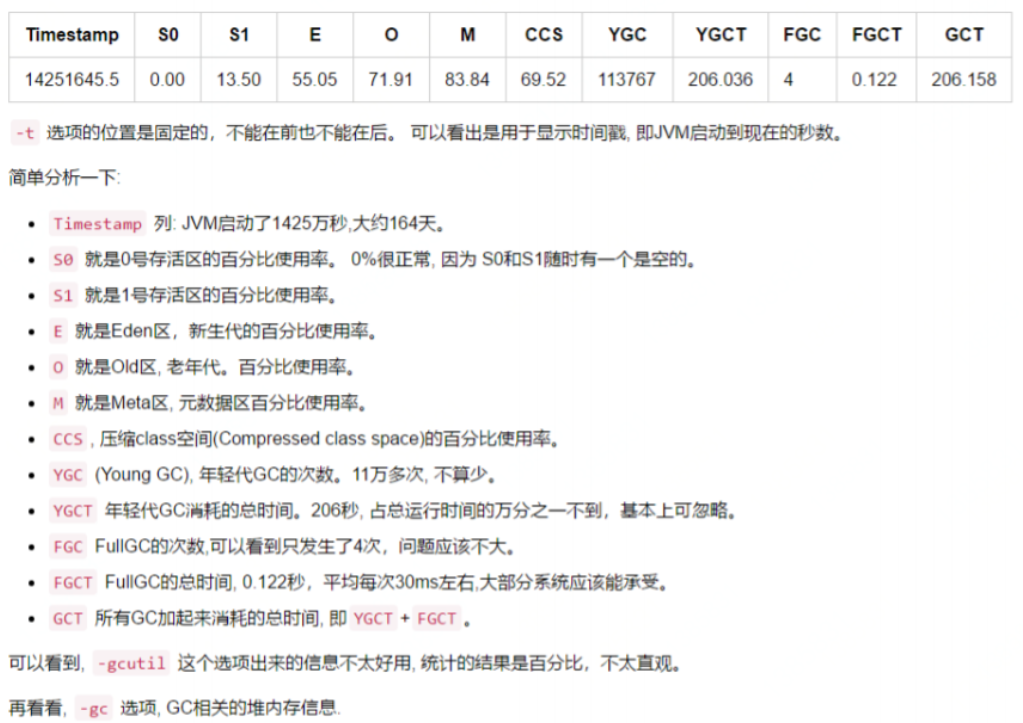 Timestamp S0 S1 E O M CCS YGC YGCT FGC FGCT GCT
14251645.5 0.00 13.50 55.05 71.91 83.84 69.52 113767 206.036 4 0.122 206.158
-t 选项的位置是固定的，不能在前也不能在后。 可以看出是用于显示时间戳, 即JVM启动到现在的秒数。
简单分析一下:
• Timestamp 列: JVM启动了1425万秒,大约164天。
• S0 就是0号存活区的百分比使用率。 0%很正常, 因为 S0和S1随时有一个是空的。
• S1 就是1号存活区的百分比使用率。
• E 就是Eden区，新生代的百分比使用率。
• O 就是Old区, 老年代。百分比使用率。
• M 就是Meta区, 元数据区百分比使用率。
• CCS , 压缩class空间(Compressed class space)的百分比使用率。
• YGC (Young GC), 年轻代GC的次数。11万多次, 不算少。
• YGCT 年轻代GC消耗的总时间。206秒, 占总运行时间的万分之一不到，基本上可忽略。
• FGC FullGC的次数,可以看到只发生了4次，问题应该不大。
• FGCT FullGC的总时间, 0.122秒，平均每次30ms左右,大部分系统应该能承受。
• GCT 所有GC加起来消耗的总时间, 即 YGCT + FGCT 。
可以看到, -gcutil 这个选项出来的信息不太好用, 统计的结果是百分比，不太直观。
再看看, -gc 选项, GC相关的堆内存信息.